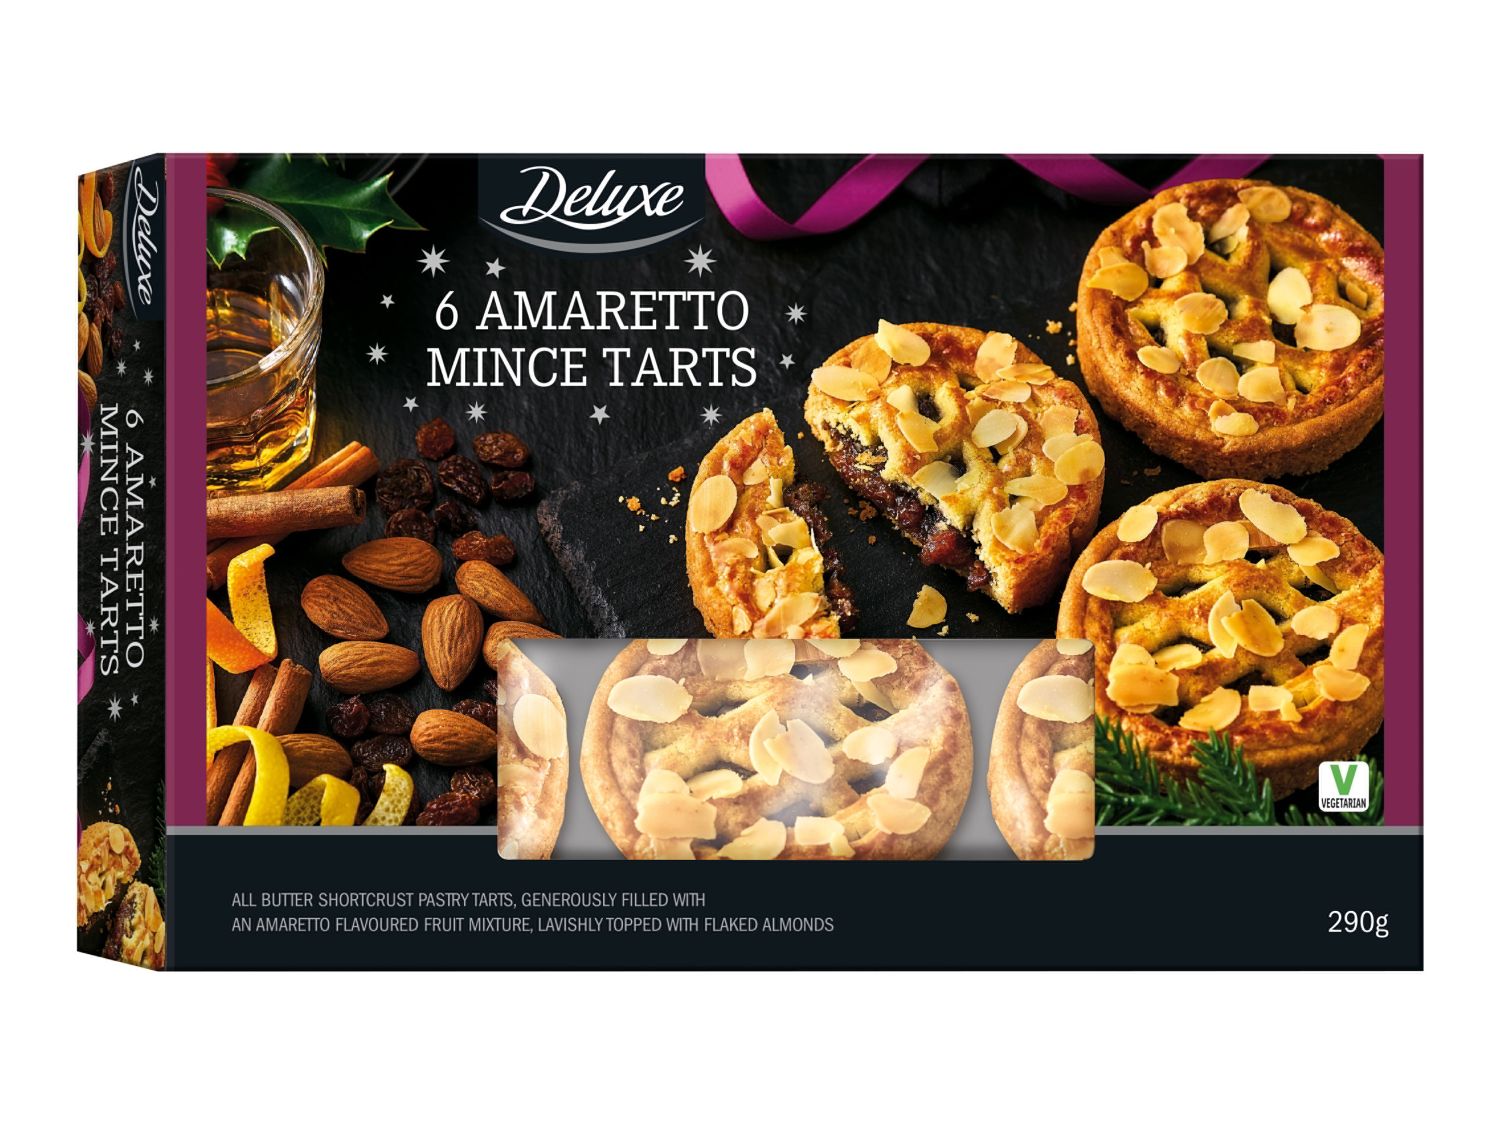 Deluxe
6 AMARETTO
MINCE TARTS
Deluxe
6 AMARETTO
MINCE TARTS
V
VEGETARIAN
ALL BUTTER SHORTCRUST PASTRY TARTS, GENEROUSLY FILLED WITH
AN AMARETTO FLAVOURED FRUIT MIXTURE, LAVISHLY TOPPED WITH FLAKED ALMONDS
290g